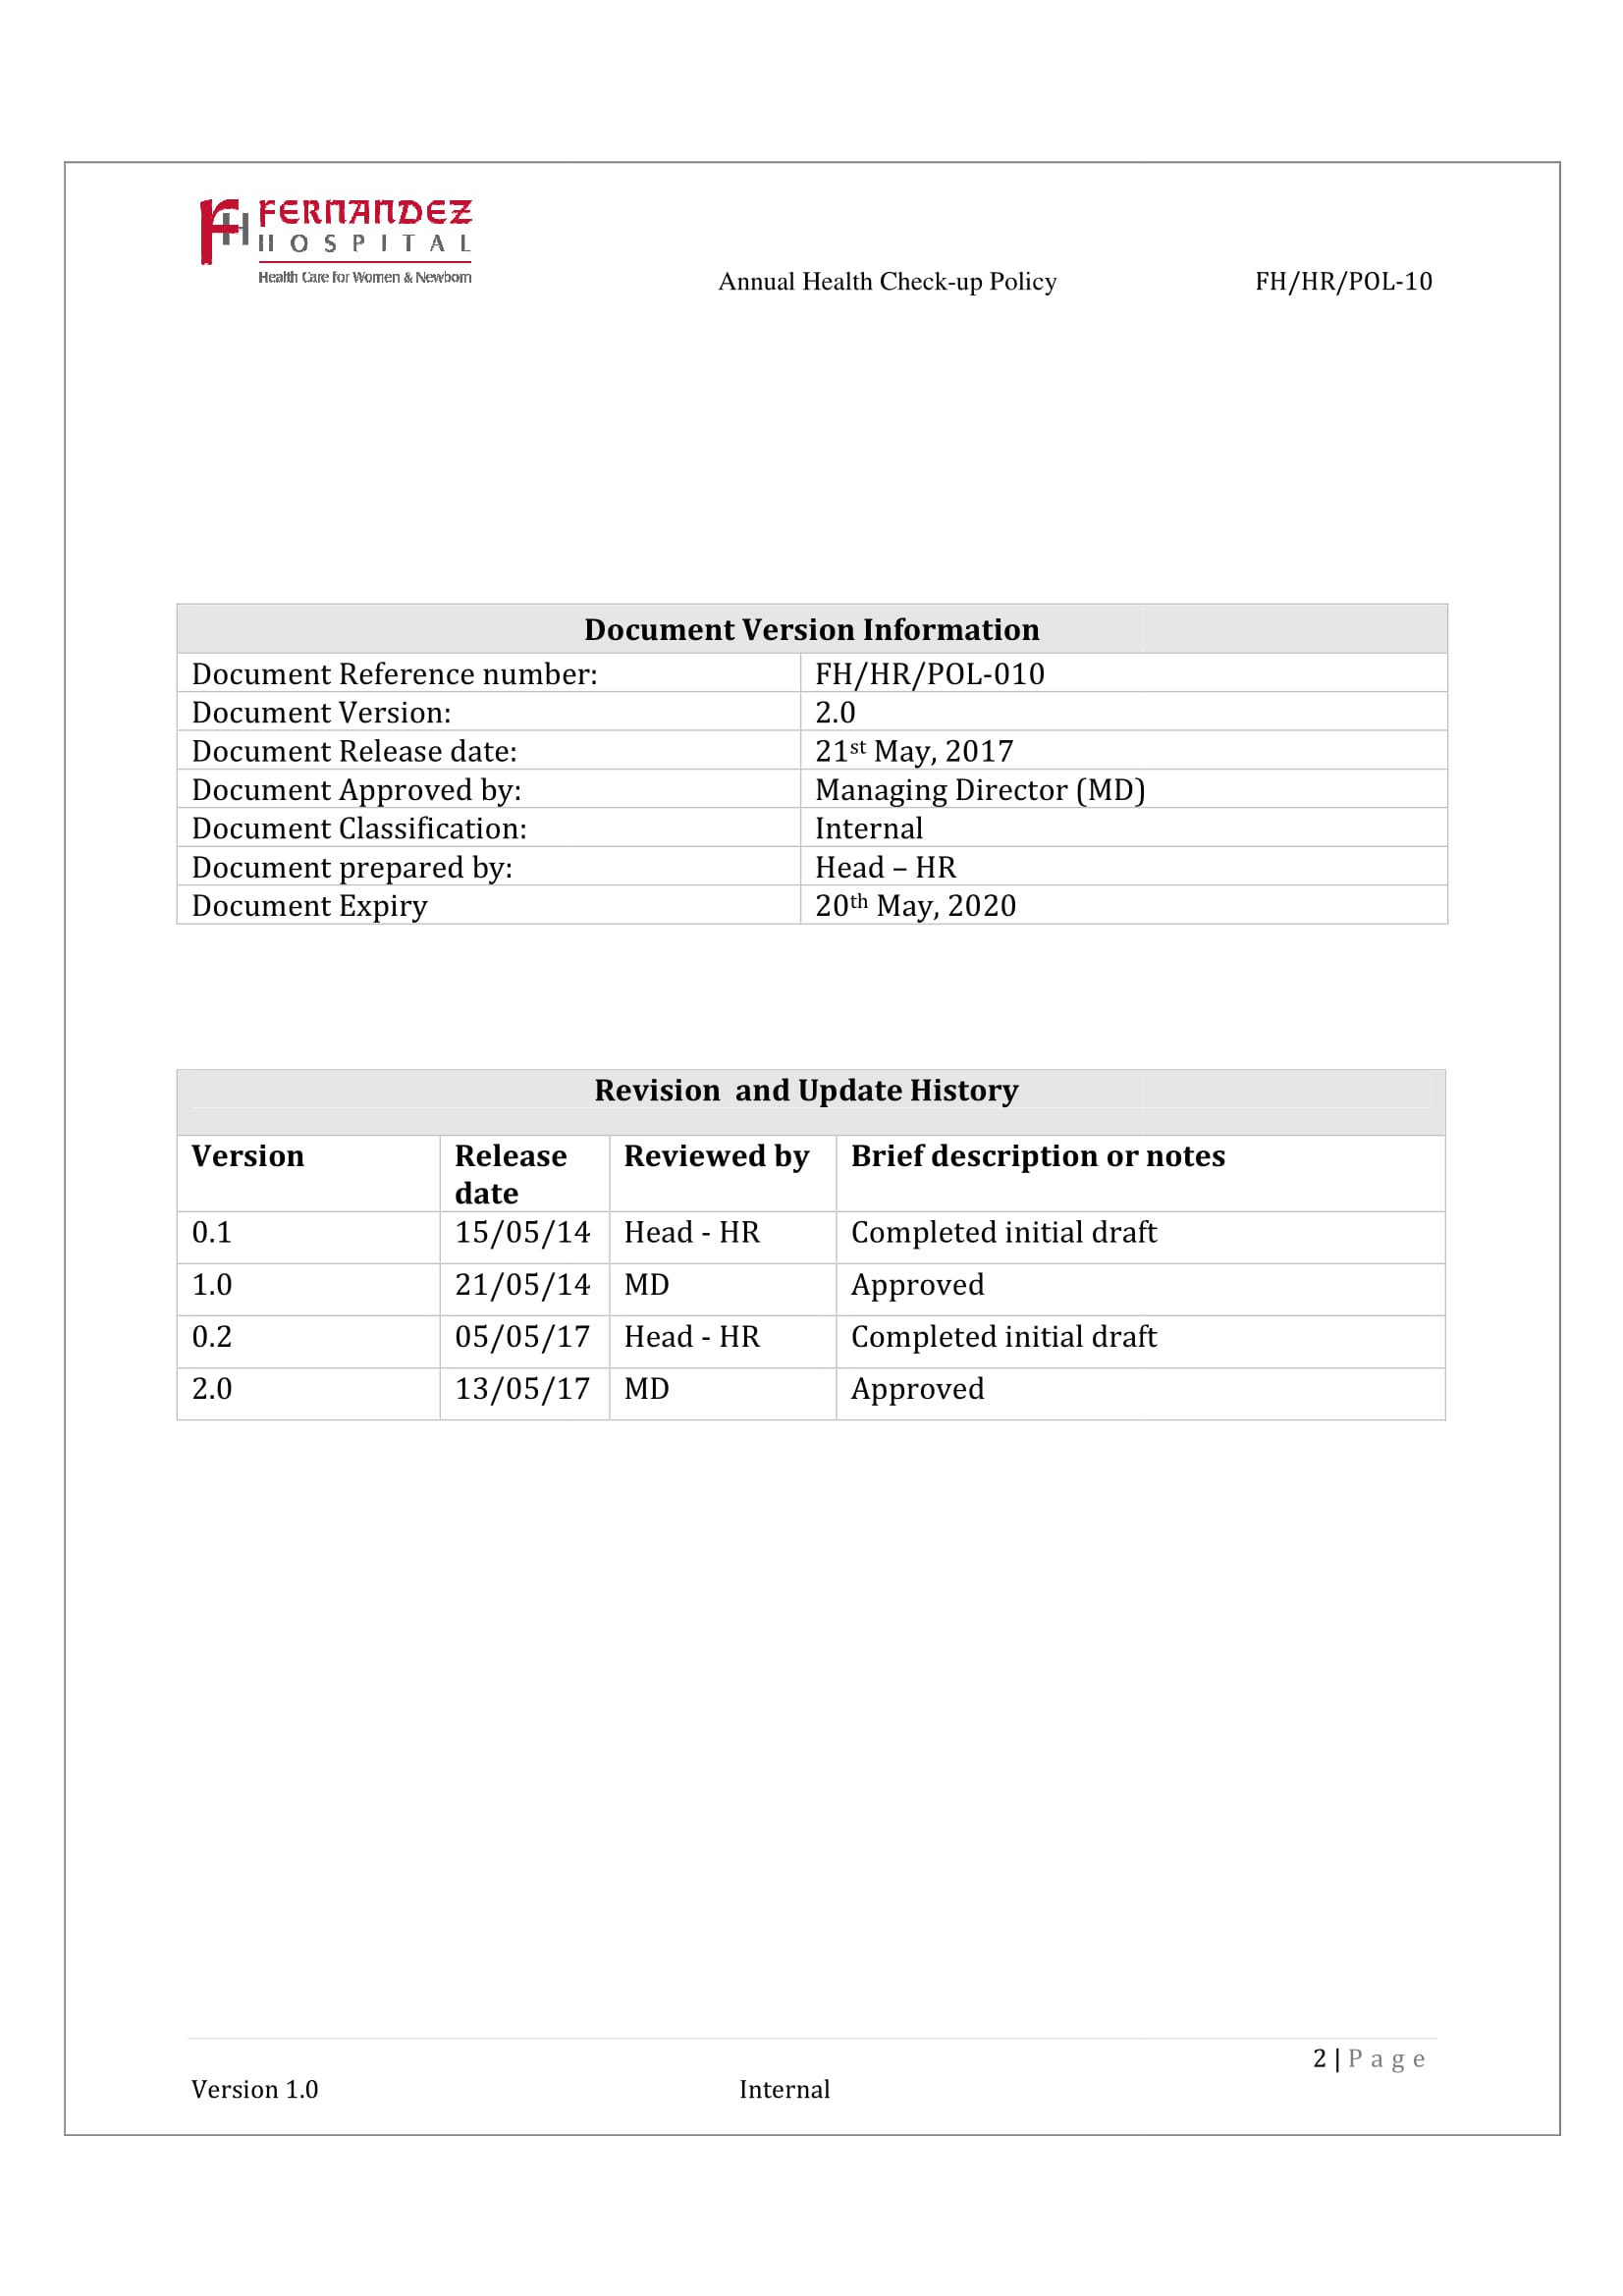 FERNANDEZ
HOSPITAL
Health Care for Women & Newborn
Annual Health Check-up Policy FH/HR/POL-10
Document Version Information
Document Reference number: FH/HR/POL-010
Document Version: 2.0
Document Release date: 21st May, 2017
Document Approved by: Managing Director (MD)
Document Classification: Internal
Document prepared by: Head – HR
Document Expiry 20th May, 2020
Revision and Update History
Version Release date Reviewed by Brief description or notes
0.1 15/05/14 Head - HR Completed initial draft
1.0 21/05/14 MD Approved
0.2 05/05/17 Head - HR Completed initial draft
2.0 13/05/17 MD Approved
2 | Page
Version 1.0 Internal